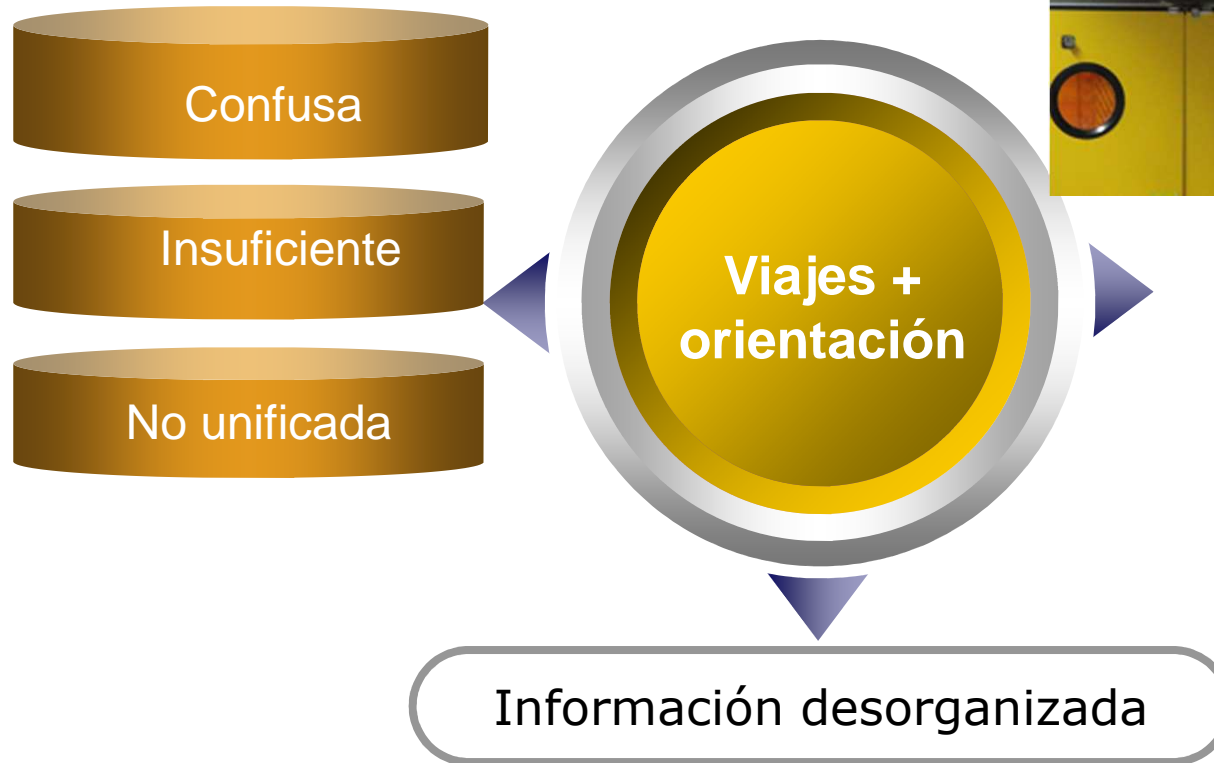 Confusa
Insuficiente
No unificada
Viajes +
orientación
Información desorganizada